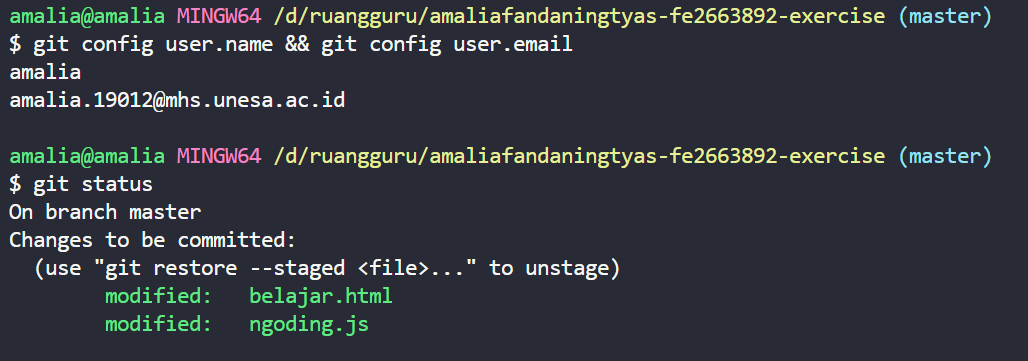 amalia@amalia MINGW64 /d/ruangguru/amaliafandaningtyas-fe2663892-exercise (master)
$ git config user.name && git config user.email
amalia
amalia.19012@mhs.unesa.ac.id
amalia@amalia MINGW64 /d/ruangguru/amaliafandaningtyas-fe2663892-exercise (master)
$ git status
On branch master
Changes to be committed:
  (use "git restore --staged <file>..." to unstage)
        modified:   belajar.html
        modified:   ngoding.js